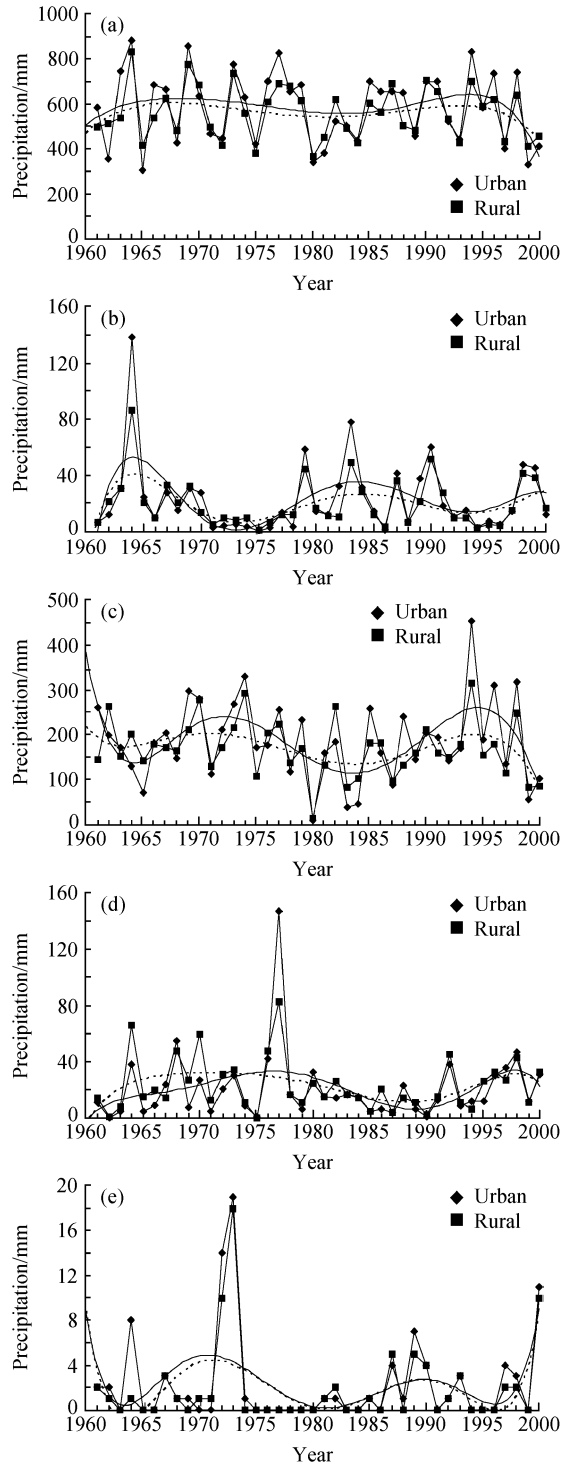 (a)
Precipitation/mm
1000
800
600
400
200
0
Urban
Rural
1960 1965 1970 1975 1980 1985 1990 1995 2000
Year
(b)
Precipitation/mm
160
120
80
40
0
Urban
Rural
1960 1965 1970 1975 1980 1985 1990 1995 2000
Year
(c)
Precipitation/mm
500
400
300
200
100
0
Urban
Rural
1960 1965 1970 1975 1980 1985 1990 1995 2000
Year
(d)
Precipitation/mm
160
120
80
40
0
Urban
Rural
1960 1965 1970 1975 1980 1985 1990 1995 2000
Year
(e)
Precipitation/mm
20
16
12
8
4
0
Urban
Rural
1960 1965 1970 1975 1980 1985 1990 1995 2000
Year